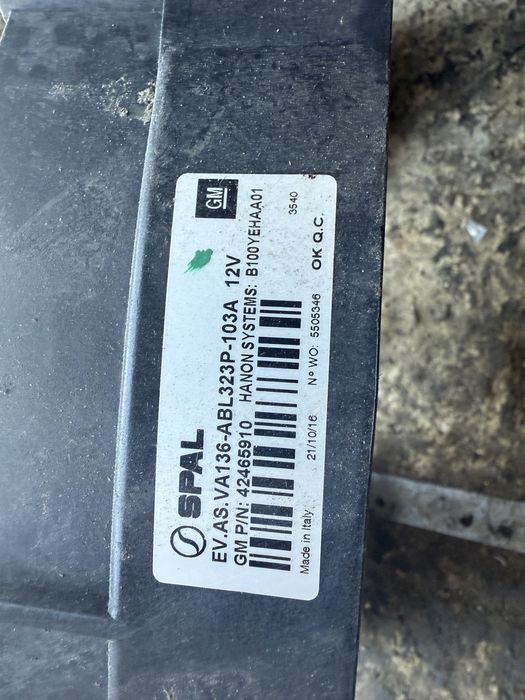 SPAL
GM
EV.AS.VA136-ABL323P-103A 12V
GM P/N: 42465910 HANON SYSTEMS: B100YEHAA01
3540
Made in Italy 21/10/16 N° WO: 5505346 OK Q.C.